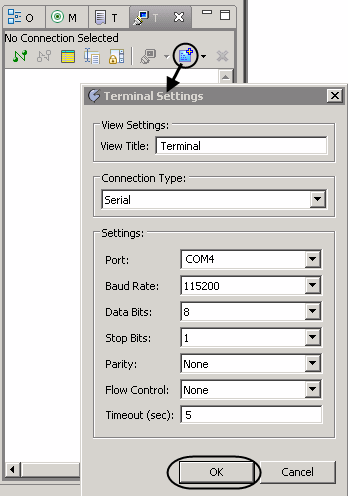 O M T T
No Connection Selected
Terminal Settings
View Settings:
View Title: Terminal
Connection Type:
Serial
Settings:
Port: COM4
Baud Rate: 115200
Data Bits: 8
Stop Bits: 1
Parity: None
Flow Control: None
Timeout (sec): 5
OK Cancel